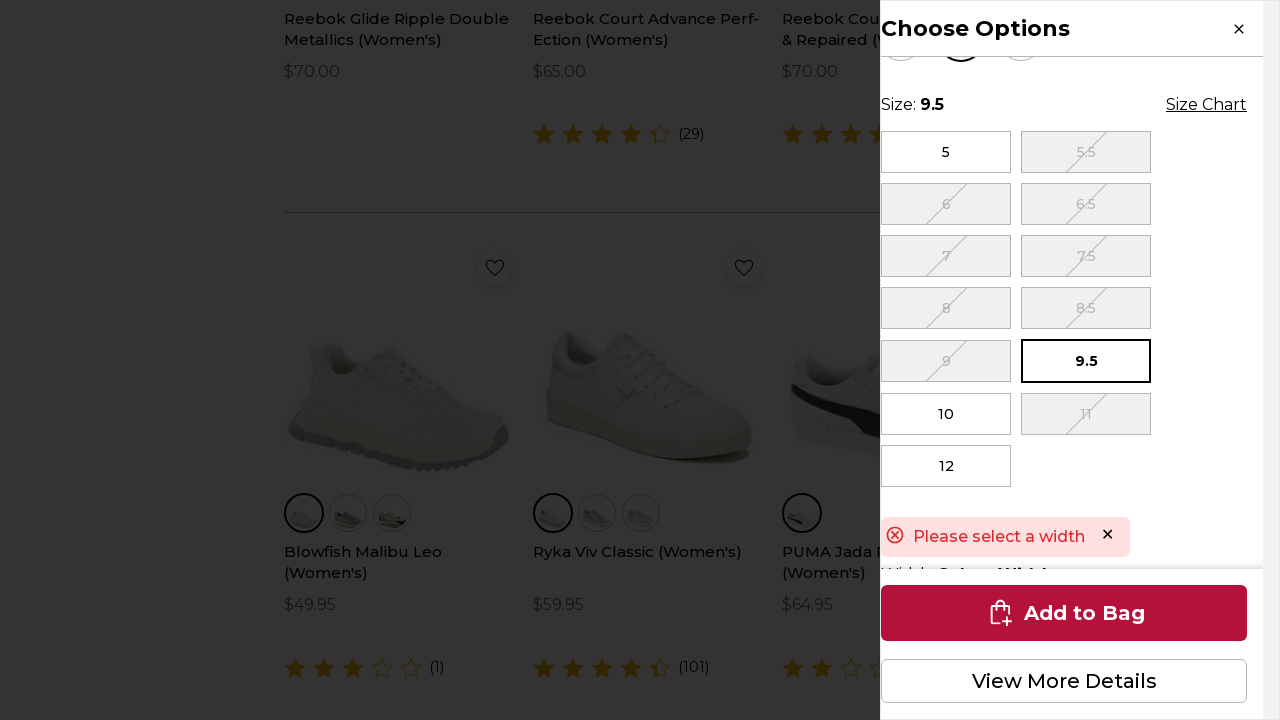 Reebok Glide Ripple Double
Metallics (Women's)
$70.00
Reebok Court Advance Perf-
Ection (Women's)
$65.00
(29)
Reebok Cou
& Repaired (
$70.00
Blowfish Malibu Leo
(Women's)
$49.95
(1)
Ryka Viv Classic (Women's)
$59.95
(101)
PUMA Jada
(Women's)
$64.95
Choose Options
Size: 9.5
Size Chart
5
5.5
6
6.5
7
7.5
8
8.5
9
9.5
10
11
12
Please select a width
Add to Bag
View More Details